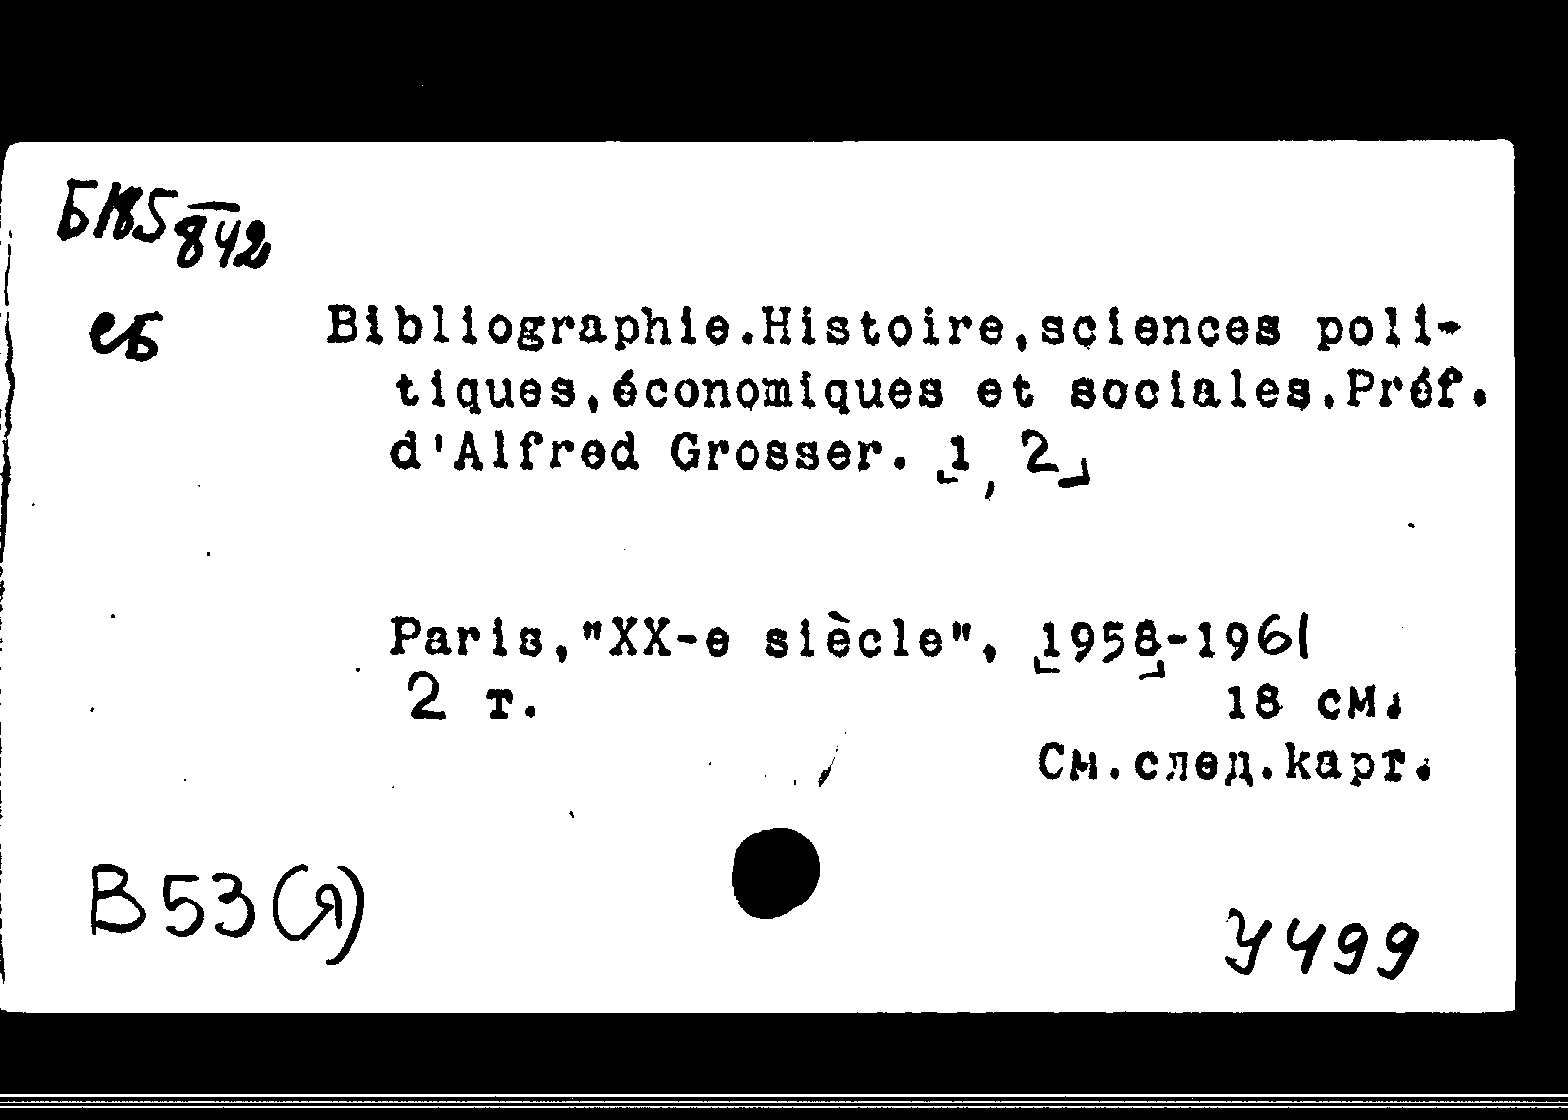 Б185
842
еБ
Bibliographie.Histoire,sciences poli-
tiques,économiques et sociales.Préf.
d'Alfred Grosser. 1, 2
Paris,"XX-e siècle", 1958-1961
2 т. 18 см.
См.след.карт.
В53(Я)
У499